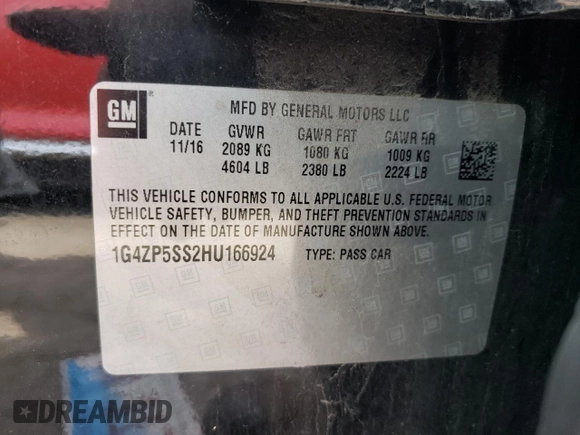 GM
MFD BY GENERAL MOTORS LLC
DATE GVWR GAWR FRT GAWR RR
11/16 2089 KG 1080 KG 1009 KG
4604 LB 2380 LB 2224 LB
THIS VEHICLE CONFORMS TO ALL APPLICABLE U.S. FEDERAL MOTOR
VEHICLE SAFETY, BUMPER, AND THEFT PREVENTION STANDARDS IN
EFFECT ON THE DATE OF MANUFACTURE SHOWN ABOVE.
1G4ZP5SS2HU166924 TYPE: PASS CAR
DREAMBID